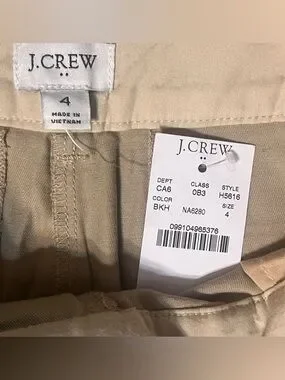 J.CREW
4
MADE IN
VIETNAM
J.CREW
DEPT CLASS STYLE
CA6 0B3 H5616
COLOR SIZE
BKH NA6280 4
099104965376